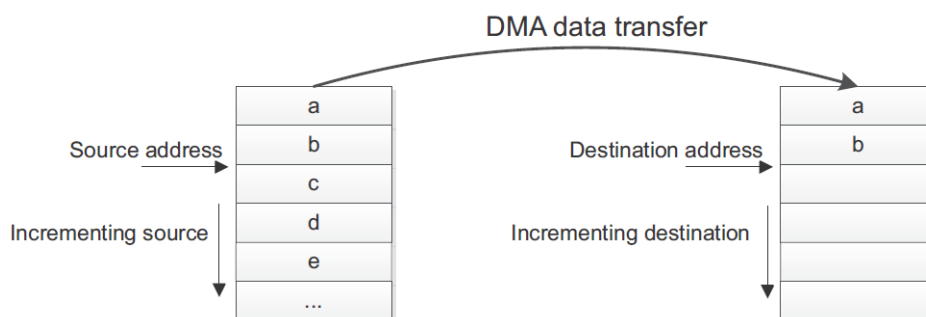 DMA data transfer
a
b
c
d
e
...
Source address
Incrementing source
a
b
Destination address
Incrementing destination